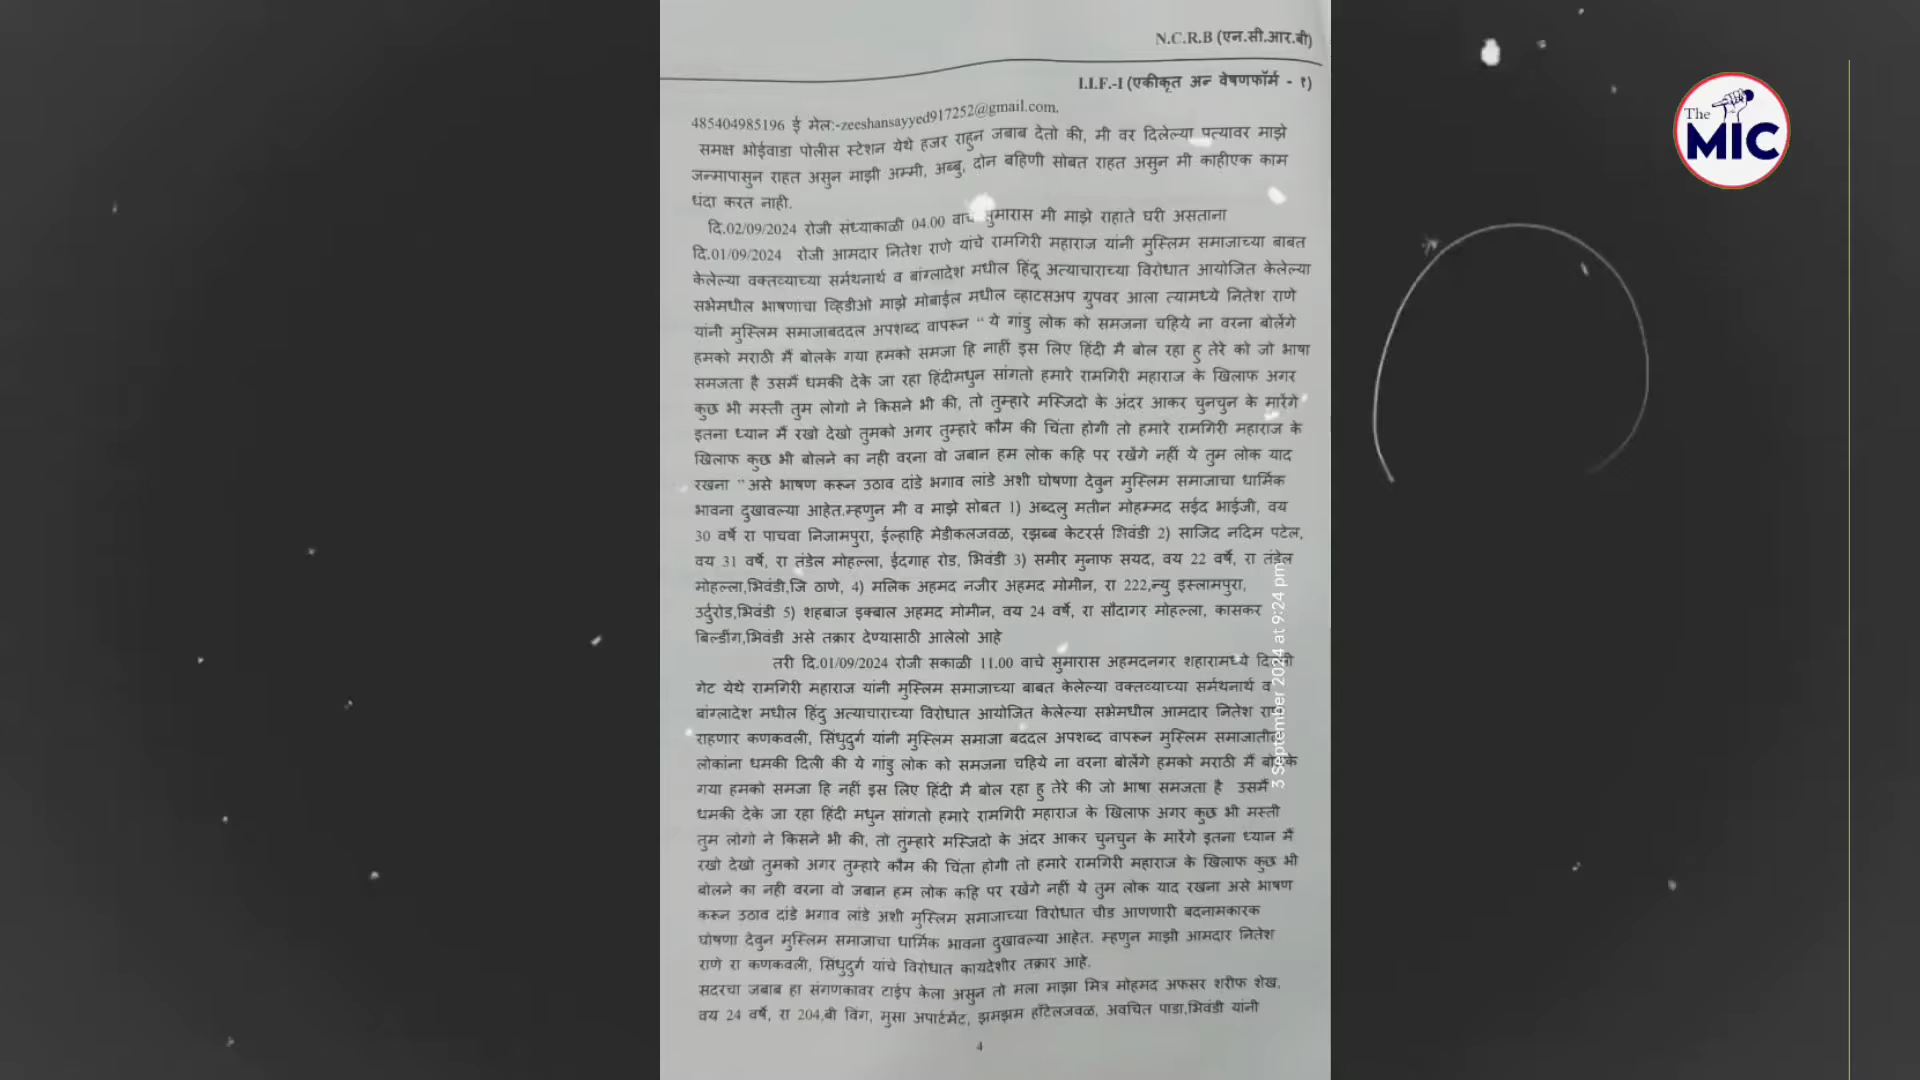 N.C.R.B (एन.सी.आर.बी)
I.I.F.-I (एकीकृत अन्वेषणफॉर्म - १)
485404985196 ई मेल:-zeeshansayyed917252@gmail.com,
समक्ष भोईवाडा पोलीस स्टेशन येथे हजर राहुन जबाब देतो की, मी वर दिलेल्या पत्यावर माझे
जन्मापासुन राहत असुन माझी अम्मी, अब्बु, दोन बहिणी सोबत राहत असुन मी काहीएक काम
धंदा करत नाही.
दि.02/09/2024 रोजी संध्याकाळी 04.00 वाचे सुमारास मी माझे राहाते घरी असताना
दि.01/09/2024 रोजी आमदार नितेश राणे यांचे रामगिरी महाराज यांनी मुस्लिम समाजाच्या बाबत
केलेल्या वक्तव्याच्या सर्मथनार्थ व बांग्लादेश मधील हिंदू अत्याचाराच्या विरोधात आयोजित केलेल्या
सभेमधील भाषणाचा व्हिडीओ माझे मोबाईल मधील व्हाटसअप ग्रुपवर आला त्यामध्ये नितेश राणे
यांनी मुस्लिम समाजाबददल अपशब्द वापरून “ ये गांडु लोक को समजना चहिये ना वरना बोलेंगे
हमको मराठी मैं बोलके गया हमको समजा हि नाहीं इस लिए हिंदी मै बोल रहा हु तेरे को जो भाषा
समजता है उसमैं धमकी देके जा रहा हिंदीमधुन सांगतो हमारे रामगिरी महाराज के खिलाफ अगर
कुछ भी मस्ती तुम लोगो ने किसने भी की, तो तुम्हारे मस्जिदो के अंदर आकर चुनचुन के मारेंगे
इतना ध्यान मैं रखो देखो तुमको अगर तुम्हारे कौम की चिंता होगी तो हमारे रामगिरी महाराज के
खिलाफ कुछ भी बोलने का नही वरना वो जबान हम लोक कहि पर रखेंगे नहीं ये तुम लोक याद
रखना ” असे भाषण करून उठाव दांडे भगाव लांडे अशी घोषणा देवुन मुस्लिम समाजाचा धार्मिक
भावना दुखावल्या आहेत.म्हणुन मी व माझे सोबत 1) अब्दलु मतीन मोहम्मद सईद भाईजी, वय
30 वर्षे रा पाचवा निजामपुरा, ईल्हाहि मेडीकलजवळ, रझब्ब केटरर्स भिवंडी 2) साजिद नदिम पटेल,
वय 31 वर्षे, रा तंडेल मोहल्ला, ईदगाह रोड, भिवंडी 3) समीर मुनाफ सयद, वय 22 वर्षे, रा तंडेल
मोहल्ला,भिवंडी,जि ठाणे, 4) मलिक अहमद नजीर अहमद मोमीन, रा 222,न्यु इस्लामपुरा,
उर्दुरोड,भिवंडी 5) शहबाज इक्बाल अहमद मोमीन, वय 24 वर्षे, रा सौदागर मोहल्ला, कासकर
बिल्डींग,भिवंडी असे तक्रार देण्यासाठी आलेलो आहे
तरी दि.01/09/2024 रोजी सकाळी 11.00 वाचे सुमारास अहमदनगर शहारामध्ये दिल्ली
गेट येथे रामगिरी महाराज यांनी मुस्लिम समाजाच्या बाबत केलेल्या वक्तव्याच्या सर्मथनार्थ व
बांग्लादेश मधील हिंदु अत्याचाराच्या विरोधात आयोजित केलेल्या सभेमधील आमदार नितेश राणे
राहणार कणकवली, सिंधुदुर्ग यांनी मुस्लिम समाजा बददल अपशब्द वापरून मुस्लिम समाजातील
लोकांना धमकी दिली की ये गांडु लोक को समजना चहिये ना वरना बोलेंगे हमको मराठी मैं बोलके
गया हमको समजा हि नहीं इस लिए हिंदी मै बोल रहा हु तेरे की जो भाषा समजता है उसमैं
धमकी देके जा रहा हिंदी मधुन सांगतो हमारे रामगिरी महाराज के खिलाफ अगर कुछ भी मस्ती
तुम लोगो ने किसने भी की, तो तुम्हारे मस्जिदो के अंदर आकर चुनचुन के मारेंगे इतना ध्यान मैं
रखो देखो तुमको अगर तुम्हारे कौम की चिंता होगी तो हमारे रामगिरी महाराज के खिलाफ कुछ भी
बोलने का नही वरना वो जबान हम लोक कहि पर रखेंगे नहीं ये तुम लोक याद रखना असे भाषण
करून उठाव दांडे भगाव लांडे अशी मुस्लिम समाजाच्या विरोधात चीड आणणारी बदनामकारक
घोषणा देवुन मुस्लिम समाजाचा धार्मिक भावना दुखावल्या आहेत. म्हणुन माझी आमदार नितेश
राणे रा कणकवली, सिंधुदुर्ग यांचे विरोधात कायदेशीर तक्रार आहे.
सदरचा जबाब हा संगणकावर टाईप केला असुन तो मला माझा मित्र मोहमद अफसर शरीफ शेख,
वय 24 वर्षे, रा 204,बी विंग, मुसा अपार्टमेंट, झमझम हॉटेलजवळ, अवचित पाडा,भिवंडी यांनी
4
3 September 2024 at 9:24 pm
The
MIC